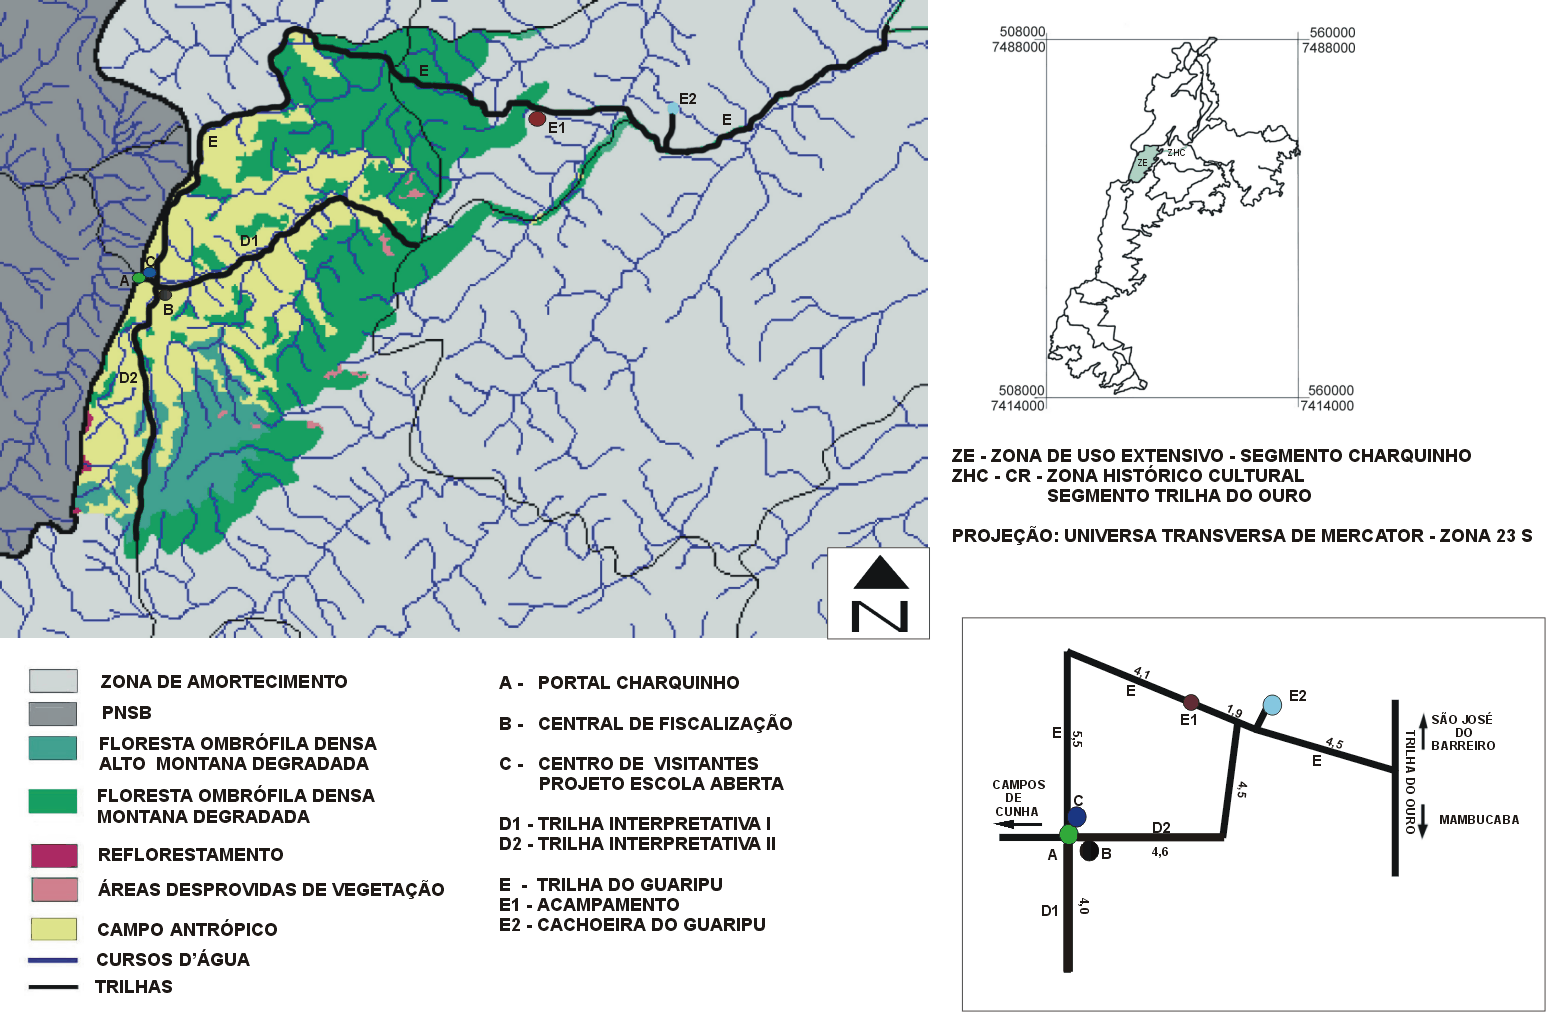 E
E2
E
E1
E
D1
C
A
B
D2
N
508000
7488000
560000
7488000
ZE
ZHC
508000
7414000
560000
7414000
ZE - ZONA DE USO EXTENSIVO - SEGMENTO CHARQUINHO
ZHC - CR - ZONA HISTÓRICO CULTURAL
SEGMENTO TRILHA DO OURO
PROJEÇÃO: UNIVERSA TRANSVERSA DE MERCATOR - ZONA 23 S
ZONA DE AMORTECIMENTO
PNSB
FLORESTA OMBRÓFILA DENSA
ALTO MONTANA DEGRADADA
FLORESTA OMBRÓFILA DENSA
MONTANA DEGRADADA
REFLORESTAMENTO
ÁREAS DESPROVIDAS DE VEGETAÇÃO
CAMPO ANTRÓPICO
CURSOS D'ÁGUA
TRILHAS
A - PORTAL CHARQUINHO
B - CENTRAL DE FISCALIZAÇÃO
C - CENTRO DE VISITANTES
PROJETO ESCOLA ABERTA
D1 - TRILHA INTERPRETATIVA I
D2 - TRILHA INTERPRETATIVA II
E - TRILHA DO GUARIPU
E1 - ACAMPAMENTO
E2 - CACHOEIRA DO GUARIPU
4,1
E
E1
1,9
E2
E
5,5
4,5
E
4,5
TRILHA DO OURO
SÃO JOSÉ
DO
BARREIRO
MAMBUCABA
CAMPOS
DE
CUNHA
C
A
B
D2
4,6
D1
4,0